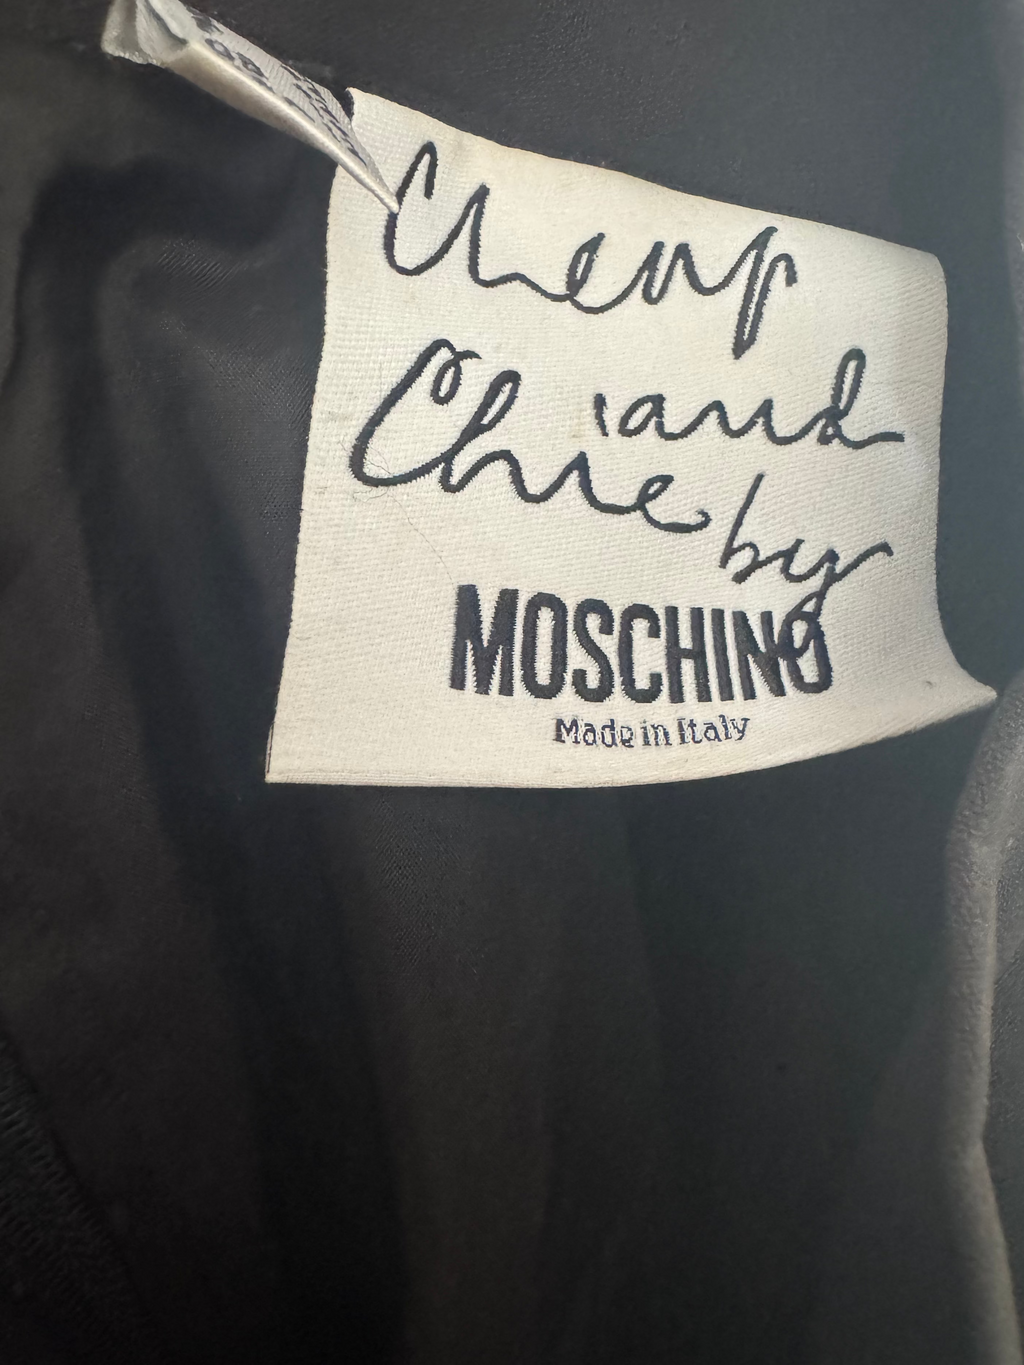 Cheap
and
Chic
by
MOSCHINO
Made in Italy